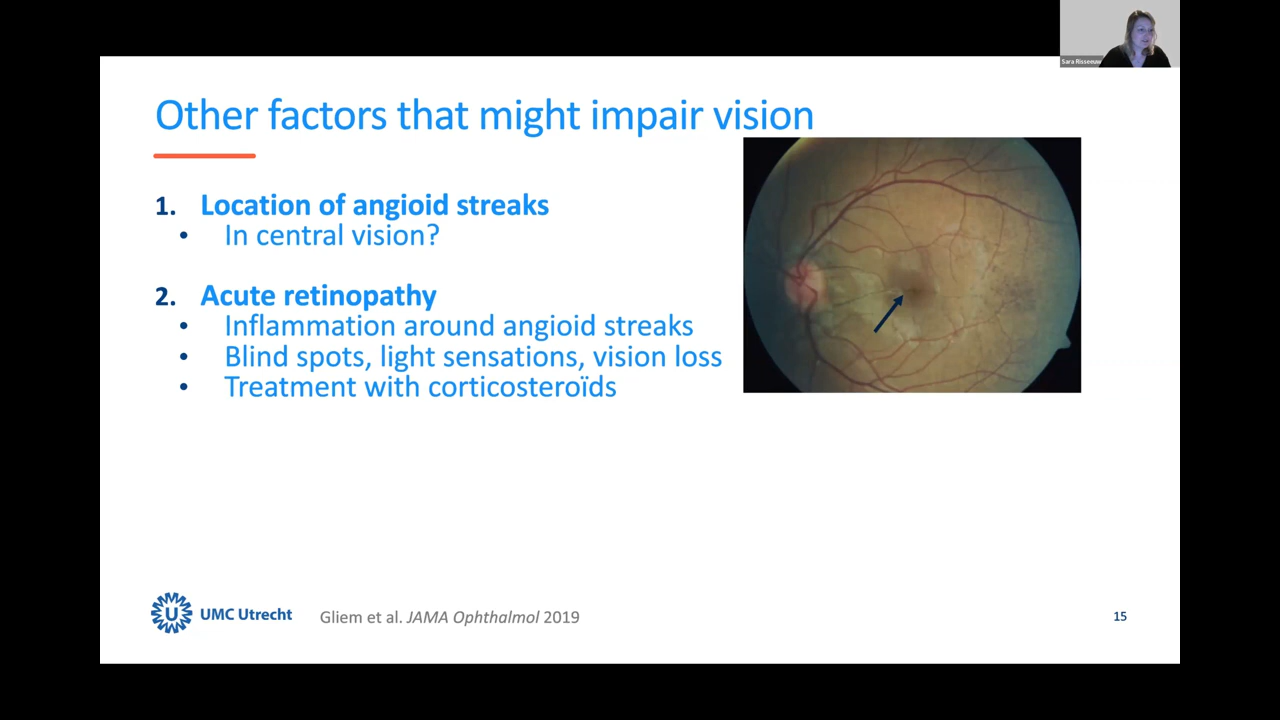 Sara Risseeuw
Other factors that might impair vision
1. Location of angioid streaks
• In central vision?
2. Acute retinopathy
• Inflammation around angioid streaks
• Blind spots, light sensations, vision loss
• Treatment with corticosteroïds
U UMC Utrecht
Gliem et al. JAMA Ophthalmol 2019
15